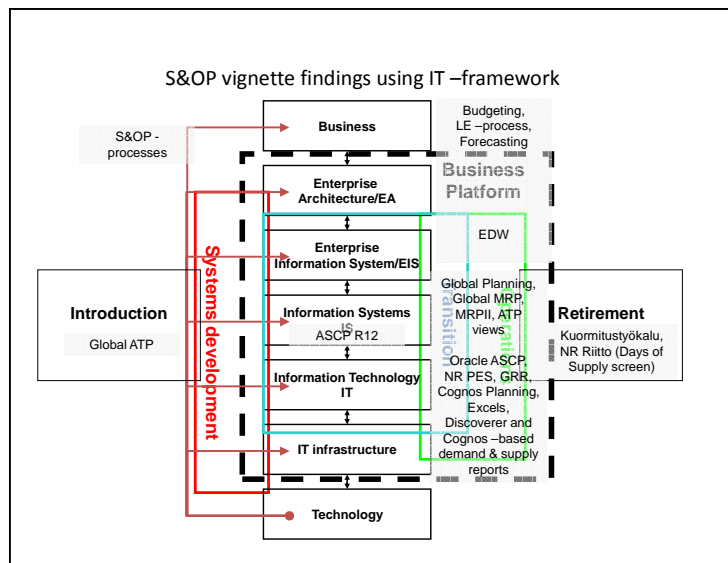 S&OP vignette findings using IT –framework
S&OP -
processes
Business
Budgeting,
LE –process,
Forecasting
Business
Platform
Enterprise
Architecture/EA
EDW
Enterprise
Information System/EIS
Systems development
Transition
Operations
Introduction
Global ATP
Information Systems
IS
ASCP R12
Global Planning,
Global MRP,
MRPII, ATP
views
Oracle ASCP,
NR PES, GRR,
Cognos Planning,
Excels,
Discoverer and
Cognos –based
demand & supply
reports
Retirement
Kuormitustyökalu,
NR Riitto (Days of
Supply screen)
Information Technology
IT
IT infrastructure
Technology